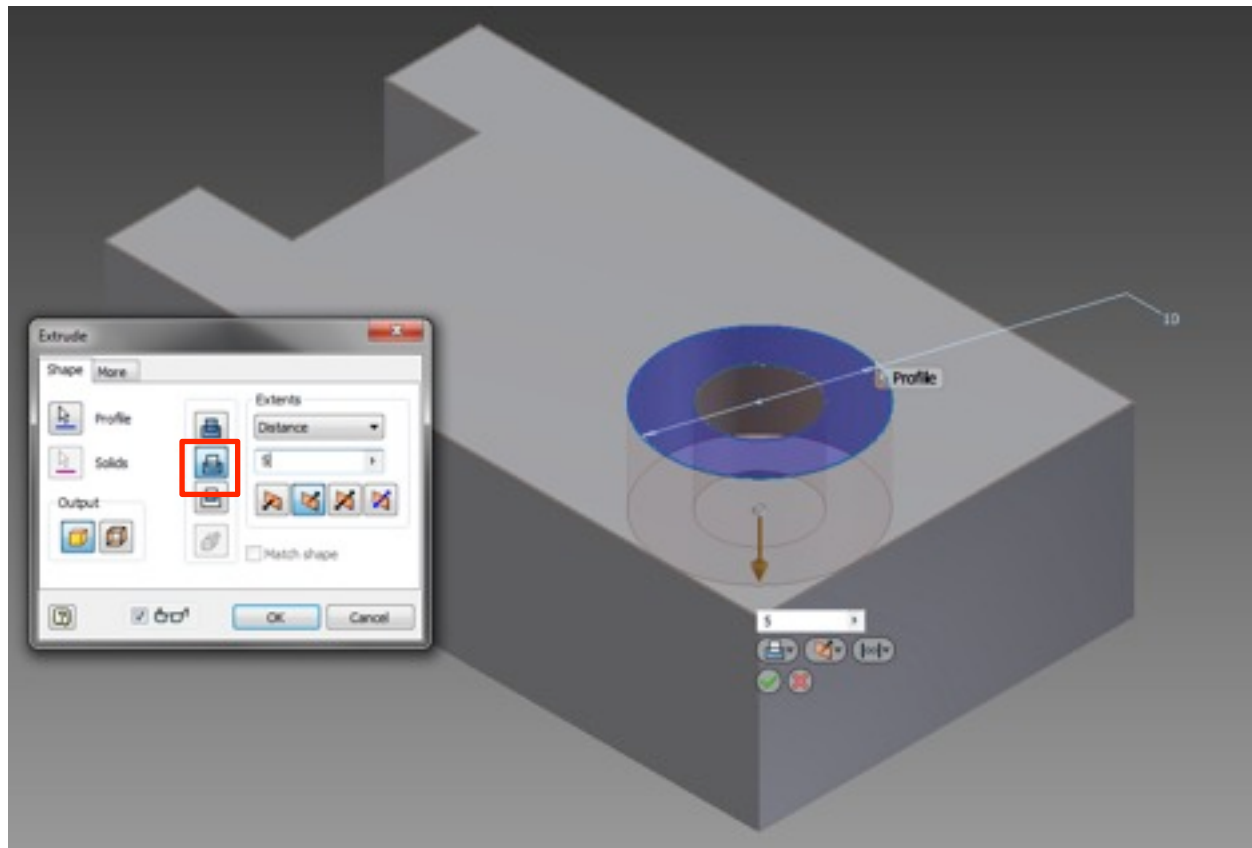 Extrude
Shape More
Profile
Solids
Output
Extents
Distance
5
Match shape
OK Cancel
10
Profile
5